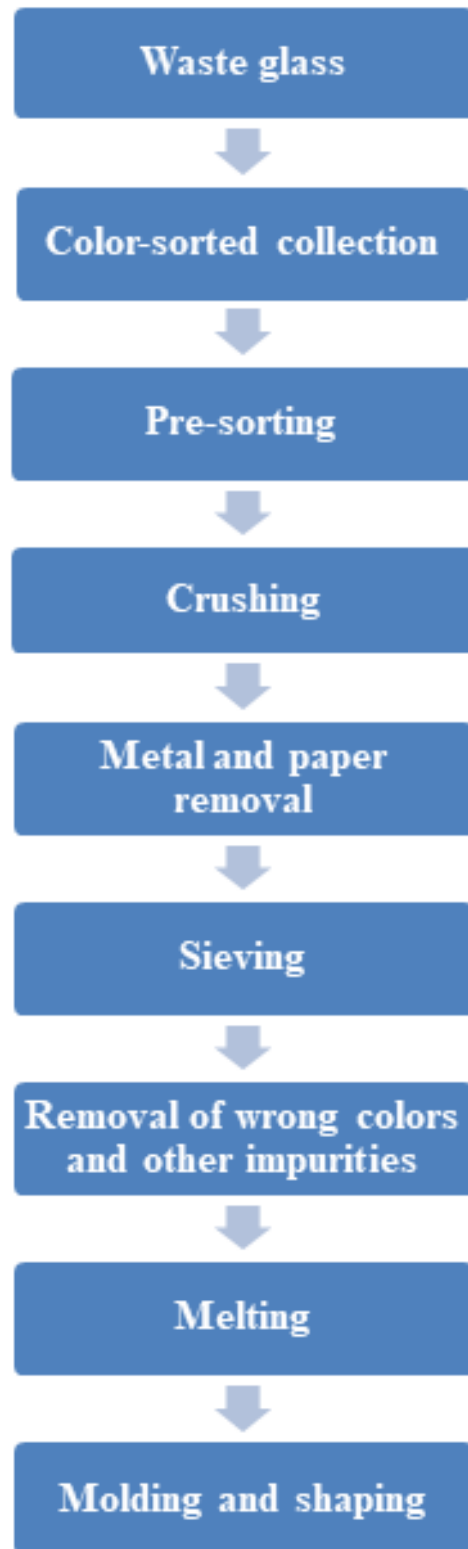 Waste glass
Color-sorted collection
Pre-sorting
Crushing
Metal and paper
removal
Sieving
Removal of wrong colors
and other impurities
Melting
Molding and shaping